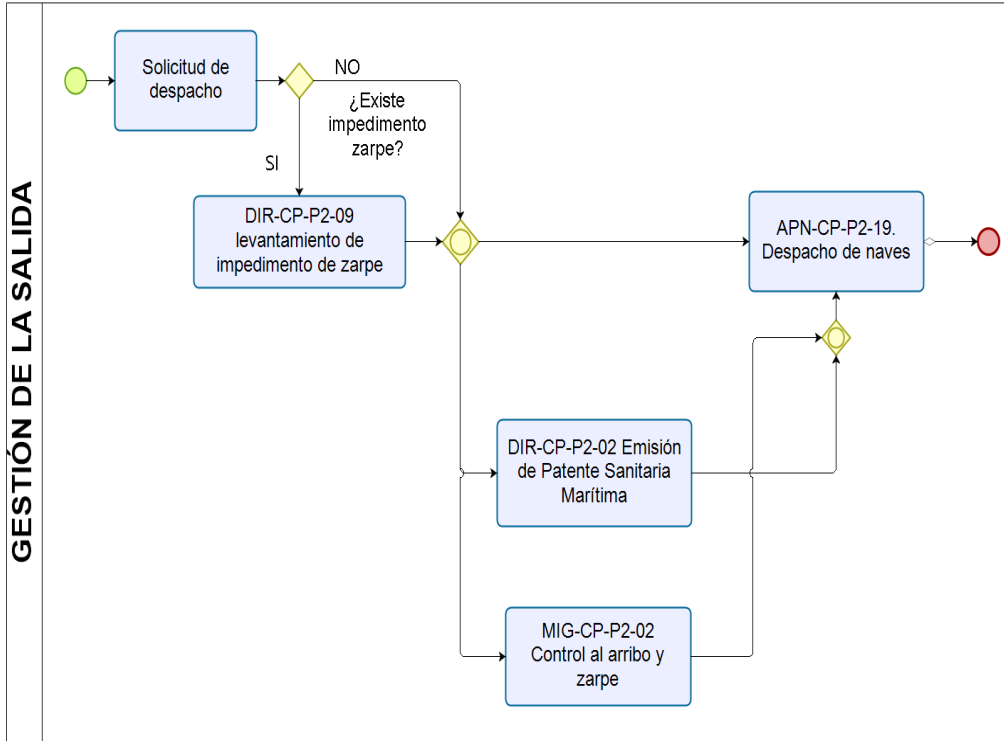 GESTIÓN DE LA SALIDA
Solicitud de
despacho
NO
¿Existe
impedimento
zarpe?
SI
DIR-CP-P2-09
levantamiento de
impedimento de zarpe
APN-CP-P2-19.
Despacho de naves
DIR-CP-P2-02 Emisión
de Patente Sanitaria
Marítima
MIG-CP-P2-02
Control al arribo y
zarpe